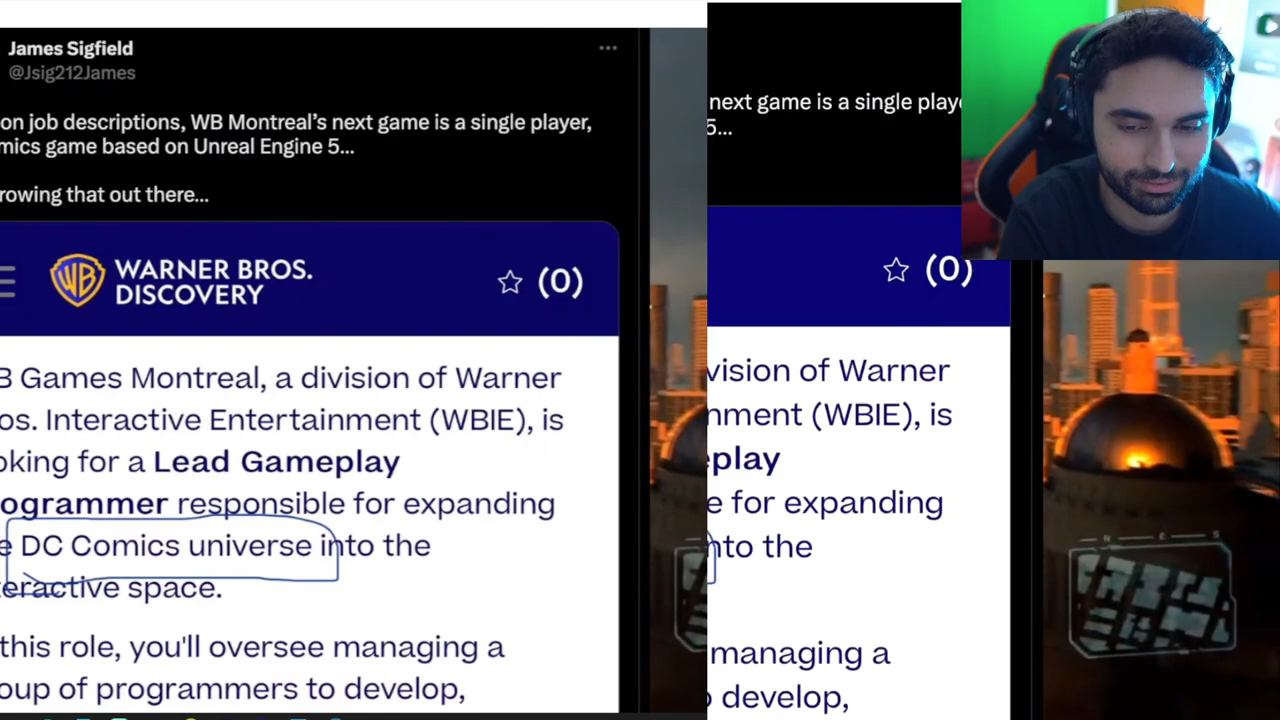 James Sigfield
@Jsig212James
on job descriptions, WB Montreal's next game is a single player,
mics game based on Unreal Engine 5...
rowing that out there...
WB WARNER BROS.
DISCOVERY
(0)
B Games Montreal, a division of Warner
os. Interactive Entertainment (WBIE), is
oking for a Lead Gameplay
ogrammer responsible for expanding
e DC Comics universe into the
teractive space.
this role, you'll oversee managing a
oup of programmers to develop,
next game is a single playe
5...
(0)
vision of Warner
nment (WBIE), is
eplay
e for expanding
nto the
managing a
develop,
N E S